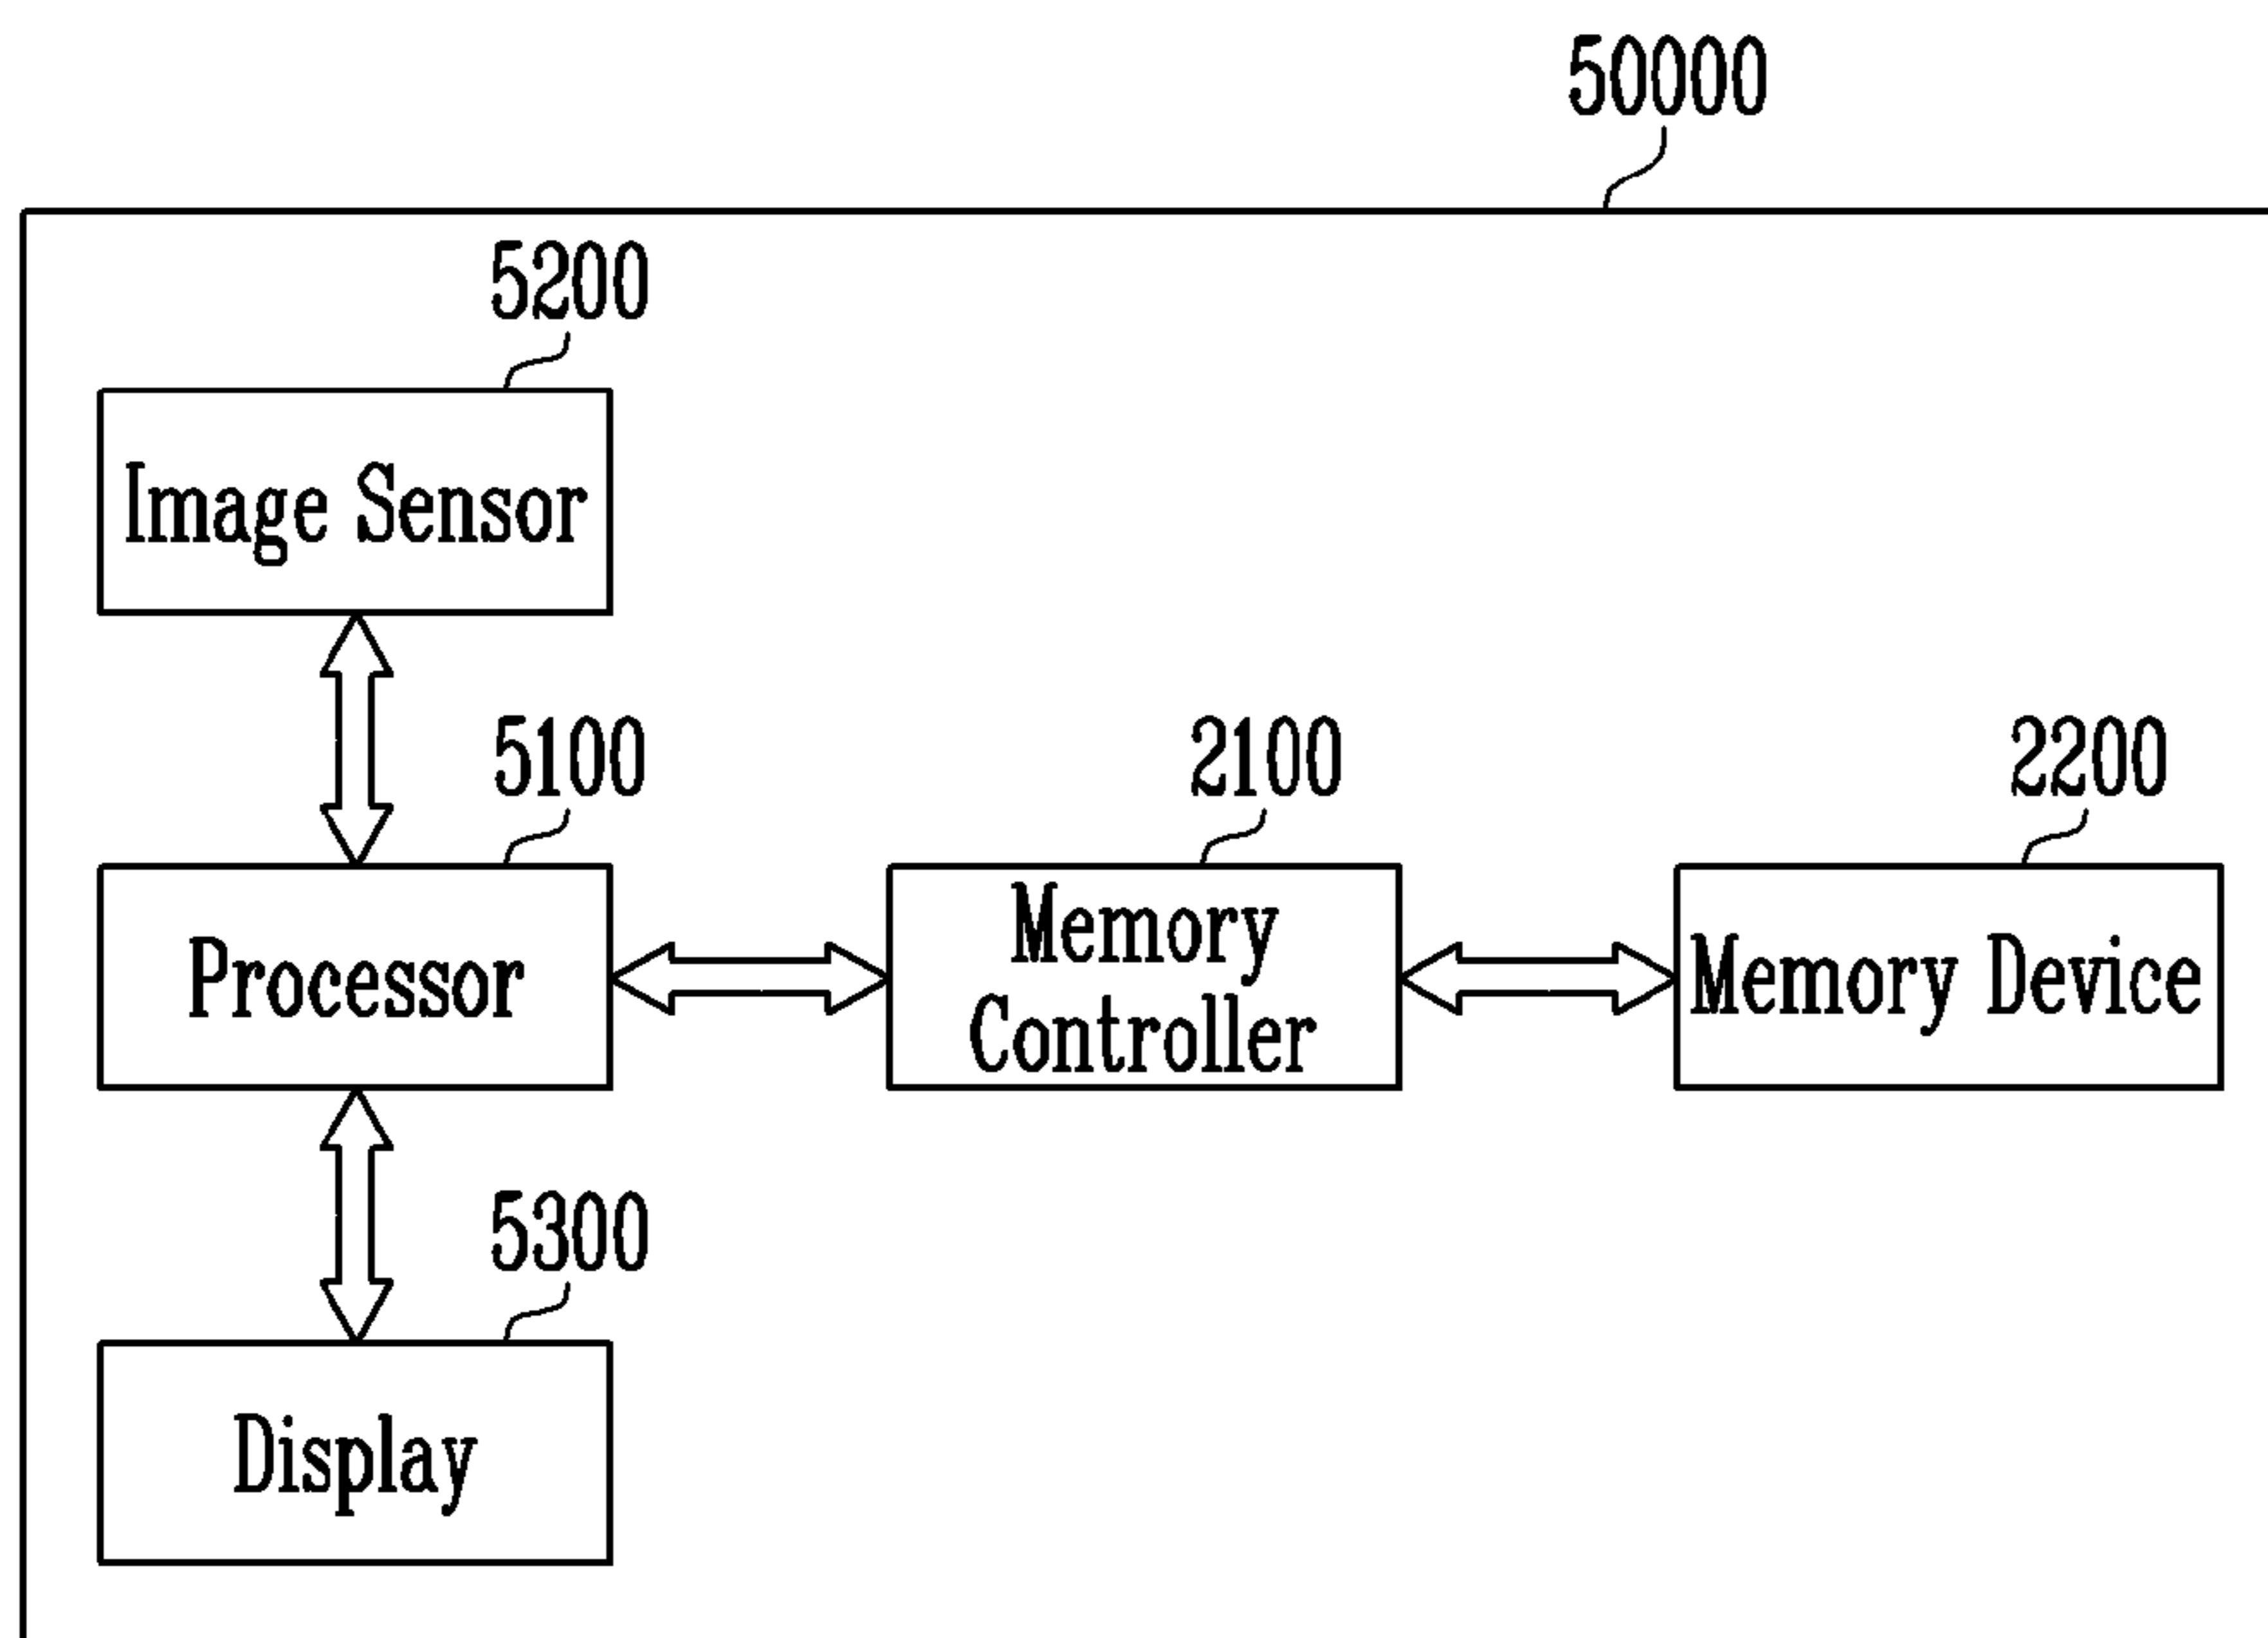 50000
5200
Image Sensor
5100
Processor
2100
Memory
Controller
2200
Memory Device
5300
Display